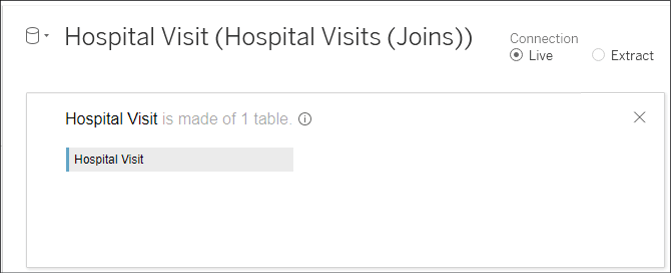 Hospital Visit (Hospital Visits (Joins))
Connection
Live
Extract
Hospital Visit is made of 1 table.
Hospital Visit